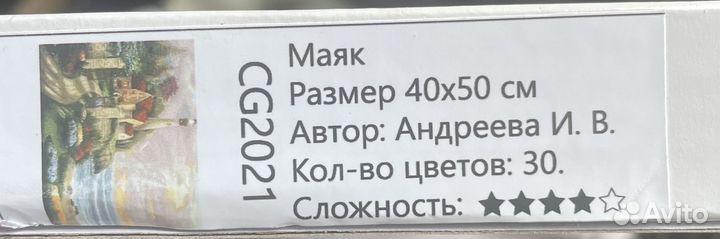 CG2021
Маяк
Размер 40х50 см
Автор: Андреева И. В.
Кол-во цветов: 30.
Сложность: ★★★★☆
Avito